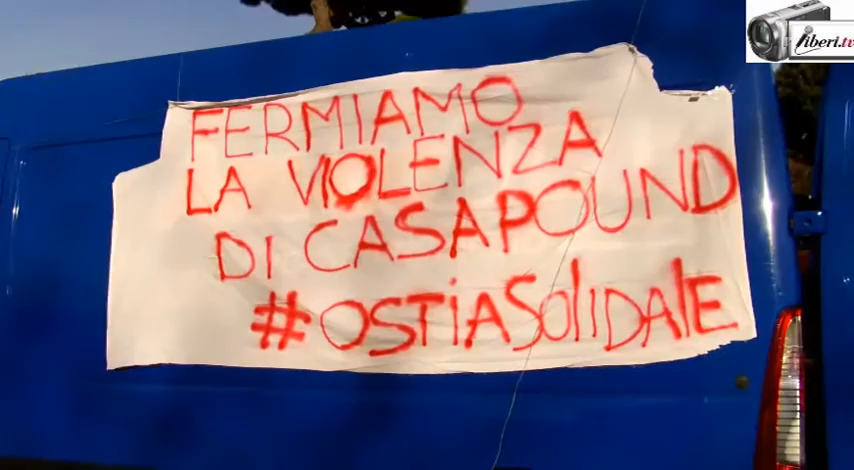 liberi.tv
FERMIAMO
LA VIOLENZA
DI CASAPOUND
#OSTIASOLIDALE